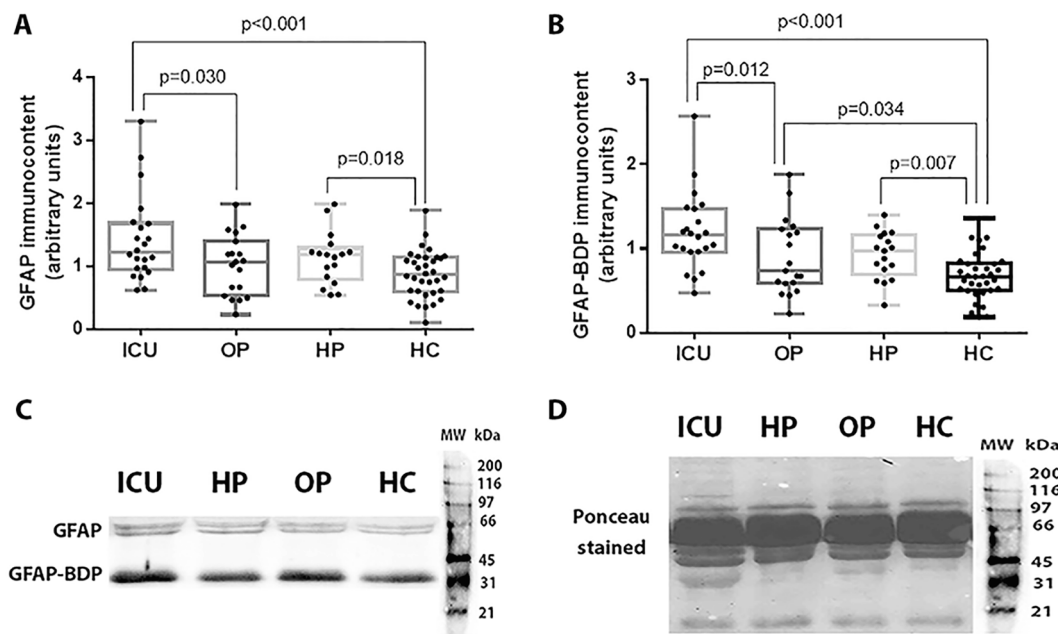 A
p<0.001
p=0.030
p=0.018
GFAP immunocontent
(arbitrary units)
4
3
2
1
0
ICU OP HP HC
B
p<0.001
p=0.012
p=0.034
p=0.007
GFAP-BDP immunocontent
(arbitrary units)
3
2
1
0
ICU OP HP HC
C
ICU HP OP HC
MW kDa
GFAP
GFAP-BDP
200
116
97
66
45
31
21
D
ICU HP OP HC
MW kDa
Ponceau
stained
200
116
97
66
45
31
21